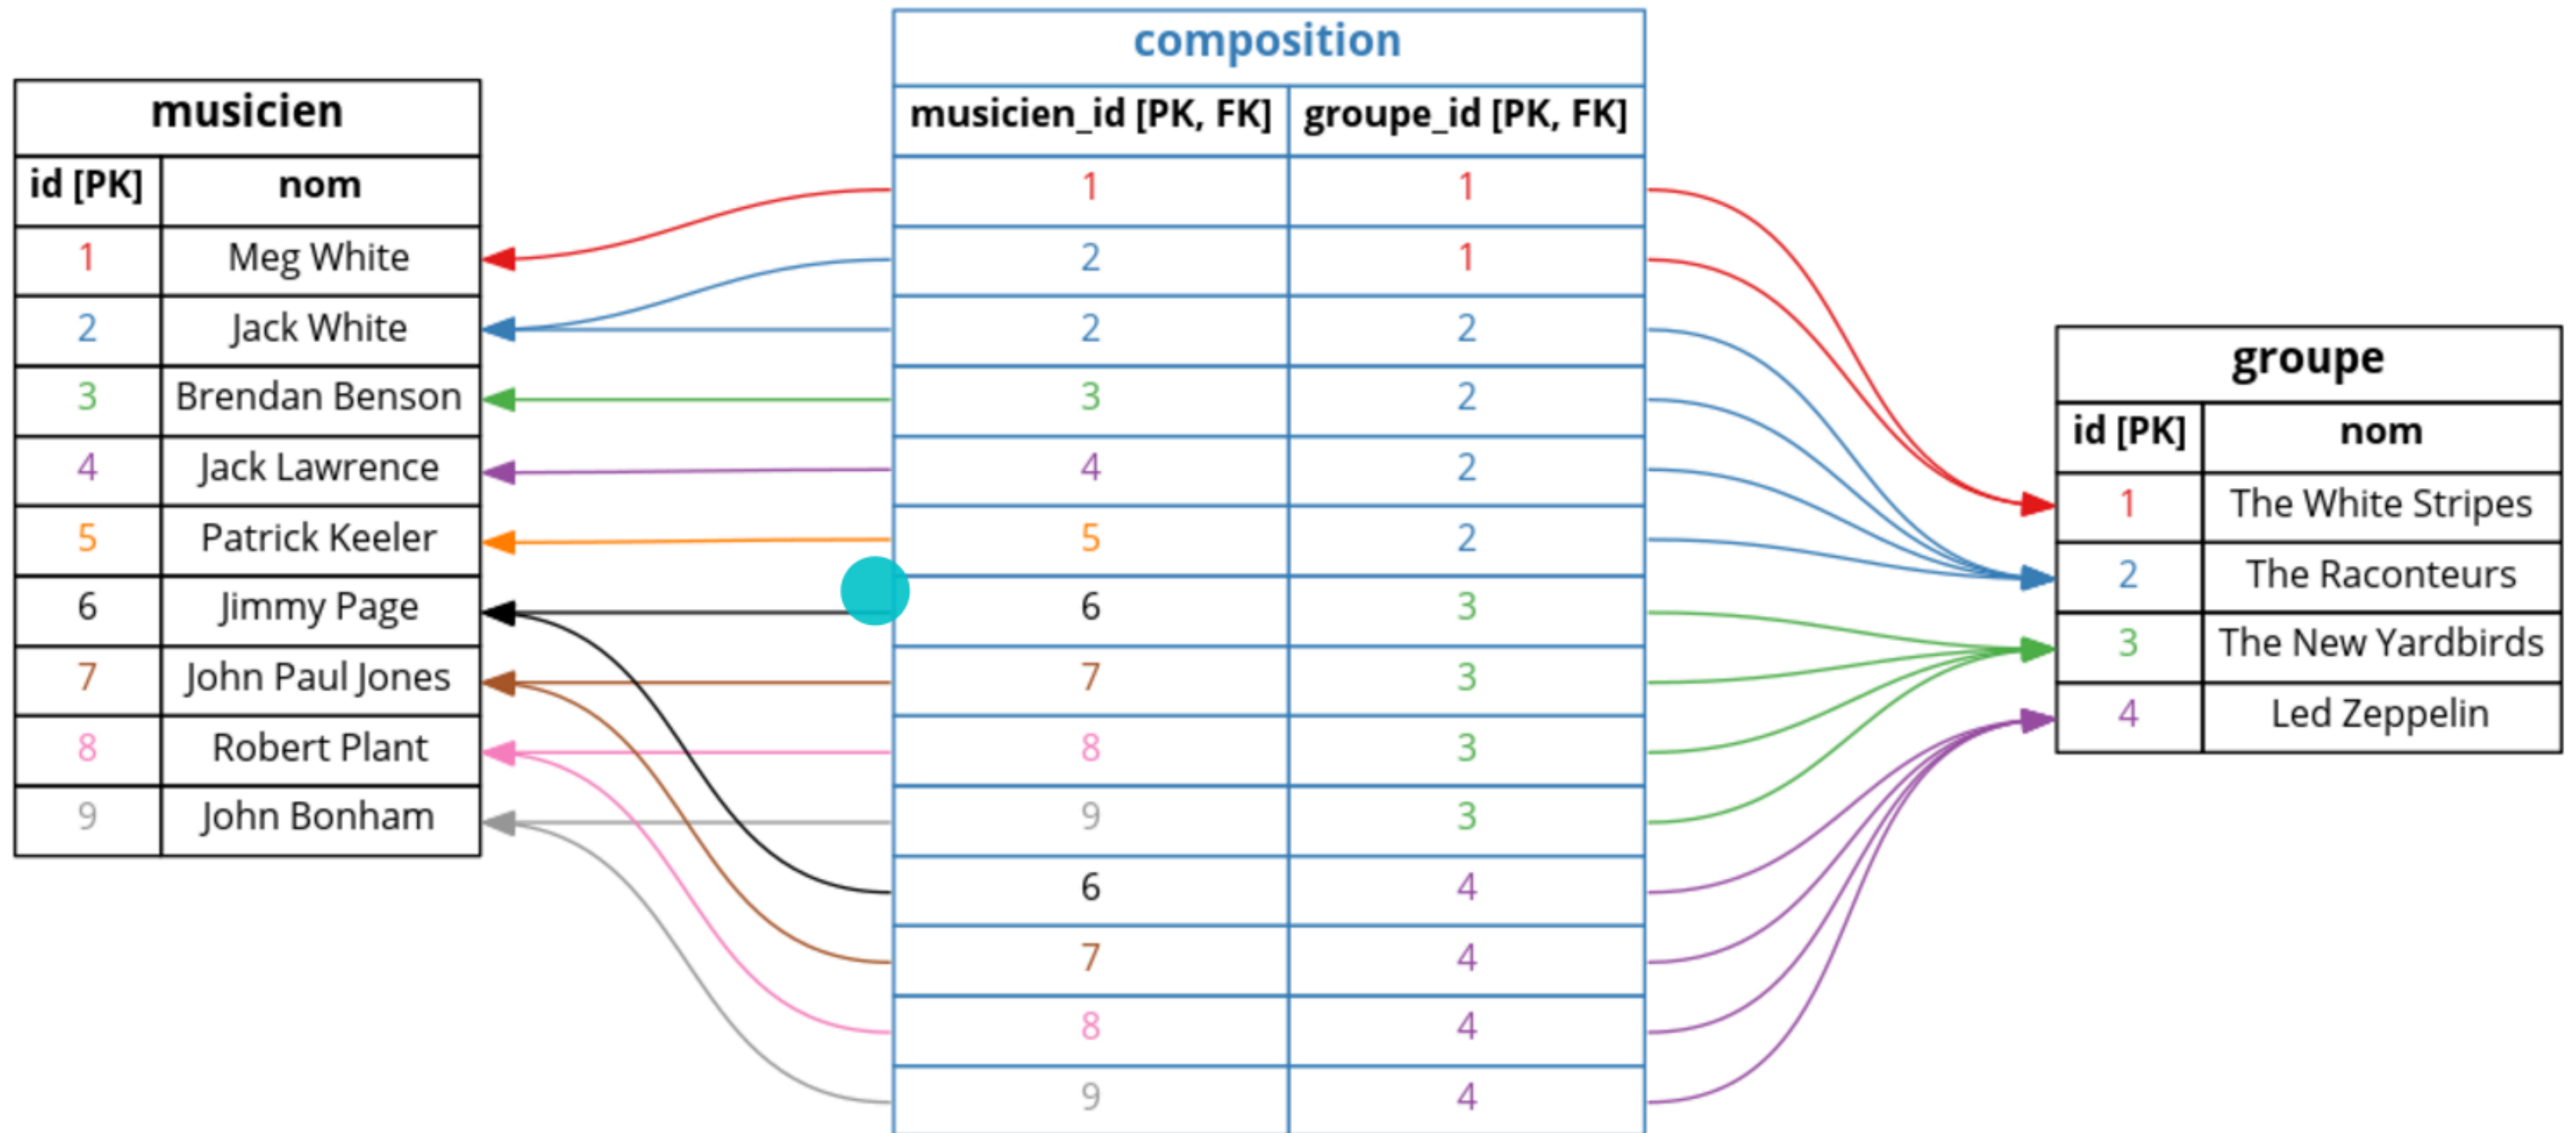 musicien
id [PK] nom
1 Meg White
2 Jack White
3 Brendan Benson
4 Jack Lawrence
5 Patrick Keeler
6 Jimmy Page
7 John Paul Jones
8 Robert Plant
9 John Bonham
composition
musicien_id [PK, FK] groupe_id [PK, FK]
1 1
2 1
2 2
3 2
4 2
5 2
6 3
7 3
8 3
9 3
6 4
7 4
8 4
9 4
groupe
id [PK] nom
1 The White Stripes
2 The Raconteurs
3 The New Yardbirds
4 Led Zeppelin